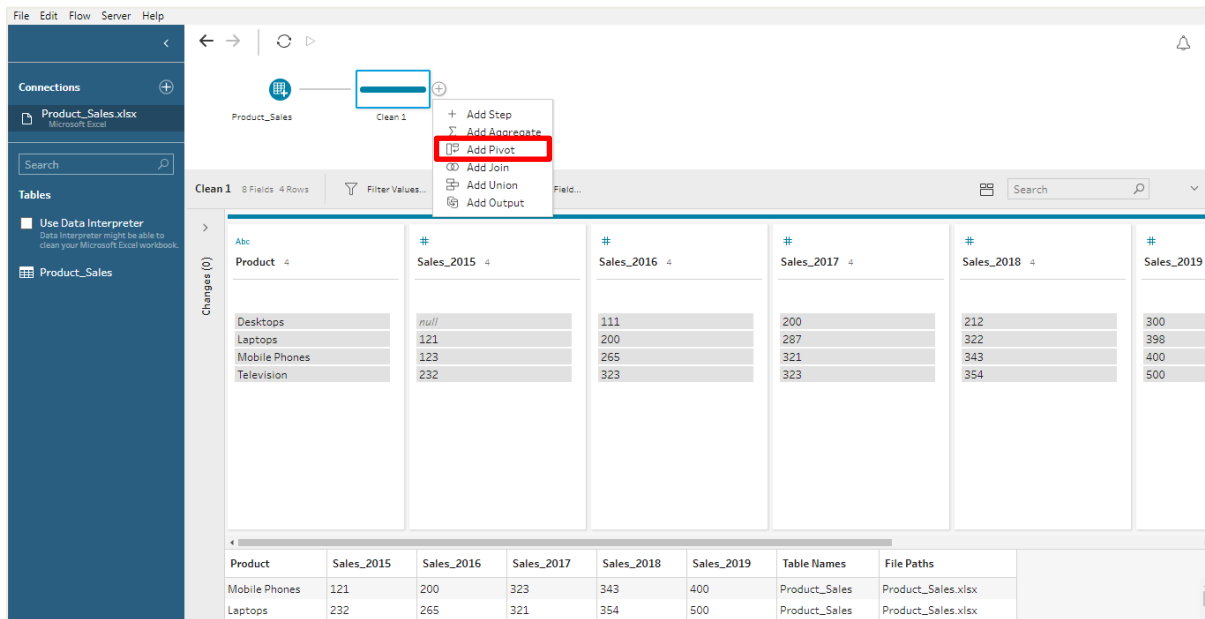 File Edit Flow Server Help
Connections
Product_Sales.xlsx
Microsoft Excel
Search
Tables
Use Data Interpreter
Data Interpreter might be able to
clean your Microsoft Excel workbook.
Product_Sales
Product_Sales
Clean 1
+ Add Step
Σ Add Aggregate
Add Pivot
Add Join
Add Union
Add Output
Clean 1 8 Fields 4 Rows Filter Values... Field... Search
Changes (0)
Abc # # # # #
Product 4 Sales_2015 4 Sales_2016 4 Sales_2017 4 Sales_2018 4 Sales_2019
Desktops null 111 200 212 300
Laptops 121 200 287 322 398
Mobile Phones 123 265 321 343 400
Television 232 323 323 354 500
Product Sales_2015 Sales_2016 Sales_2017 Sales_2018 Sales_2019 Table Names File Paths
Mobile Phones 121 200 323 343 400 Product_Sales Product_Sales.xlsx
Laptops 232 265 321 354 500 Product_Sales Product_Sales.xlsx